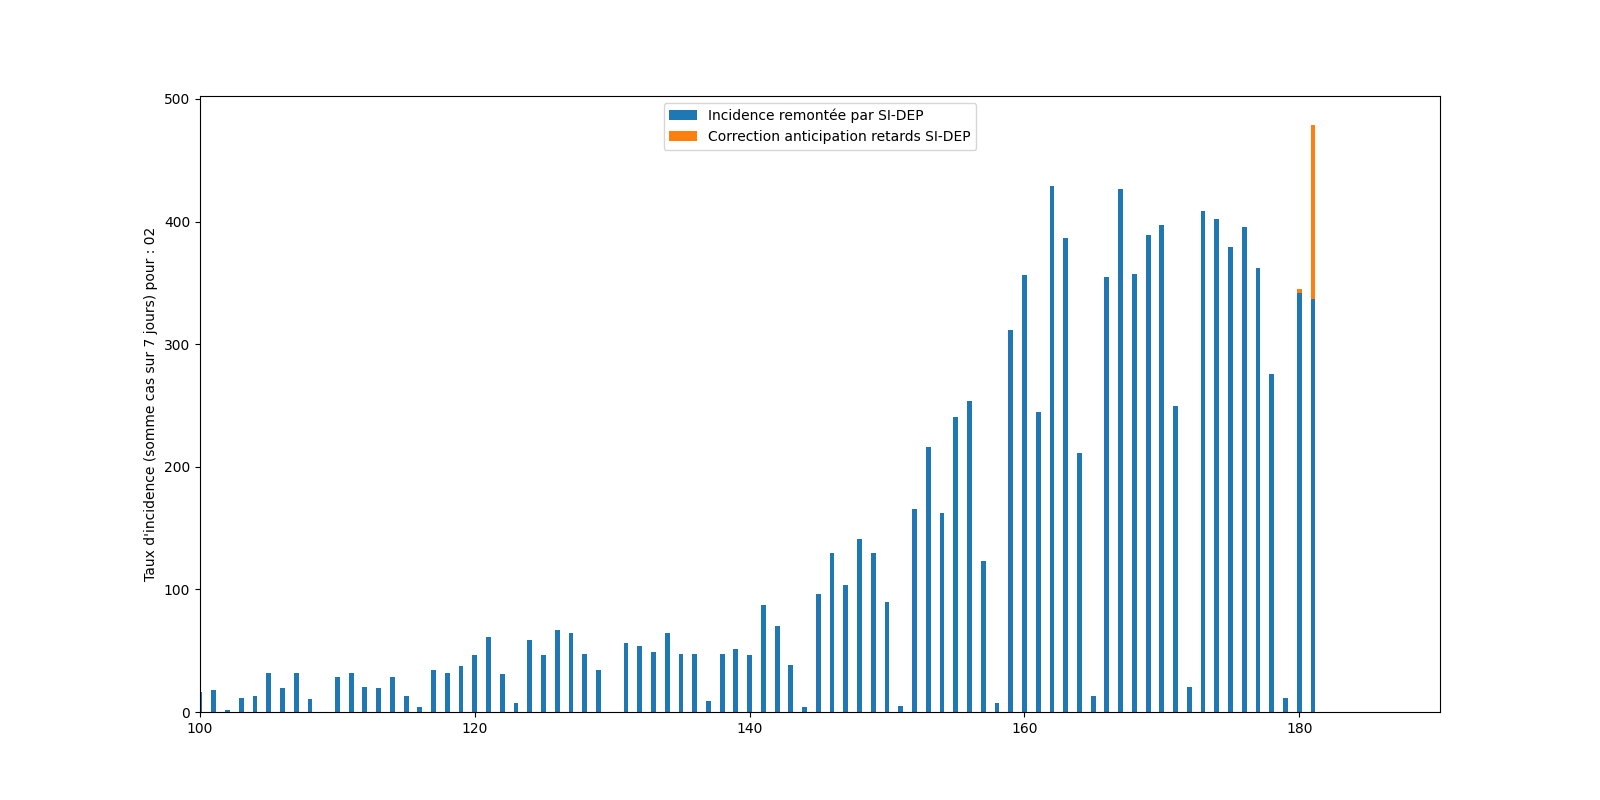 Incidence remontée par SI-DEP
Correction anticipation retards SI-DEP
Taux d'incidence (somme cas sur 7 jours) pour : 02
500
400
300
200
100
0
100 120 140 160 180